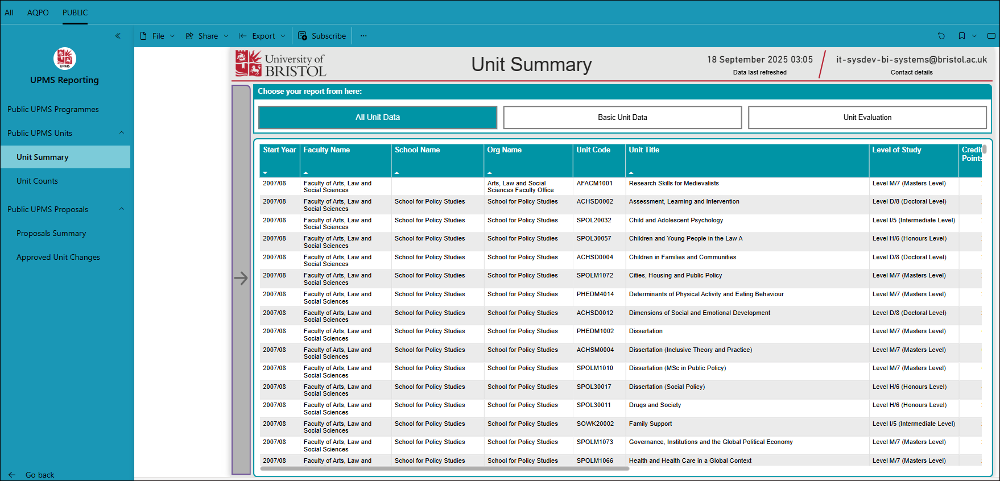 All AQPO PUBLIC
File Share Export Subscribe ...
UPMS
UPMS Reporting
Public UPMS Programmes
Public UPMS Units
Unit Summary
Unit Counts
Public UPMS Proposals
Proposals Summary
Approved Unit Changes
Go back
University of
BRISTOL
Unit Summary
18 September 2025 03:05
Data last refreshed
it-sysdev-bi-systems@bristol.ac.uk
Contact details
Choose your report from here:
All Unit Data Basic Unit Data Unit Evaluation
Start Year Faculty Name School Name Org Name Unit Code Unit Title Level of Study Credit
Points
2007/08 Faculty of Arts, Law and Arts, Law and Social AFACM1001 Research Skills for Medievalists Level M/7 (Masters Level)
Social Sciences Sciences Faculty Office
2007/08 Faculty of Arts, Law and School for Policy Studies School for Policy Studies ACHSD0002 Assessment, Learning and Intervention Level D/8 (Doctoral Level)
Social Sciences
2007/08 Faculty of Arts, Law and School for Policy Studies School for Policy Studies SPOL20032 Child and Adolescent Psychology Level I/5 (Intermediate Level)
Social Sciences
2007/08 Faculty of Arts, Law and School for Policy Studies School for Policy Studies SPOL30057 Children and Young People in the Law A Level H/6 (Honours Level)
Social Sciences
2007/08 Faculty of Arts, Law and School for Policy Studies School for Policy Studies ACHSD0004 Children in Families and Communities Level D/8 (Doctoral Level)
Social Sciences
2007/08 Faculty of Arts, Law and School for Policy Studies School for Policy Studies SPOLM1072 Cities, Housing and Public Policy Level M/7 (Masters Level)
Social Sciences
2007/08 Faculty of Arts, Law and School for Policy Studies School for Policy Studies PHEDM4014 Determinants of Physical Activity and Eating Behaviour Level M/7 (Masters Level)
Social Sciences
2007/08 Faculty of Arts, Law and School for Policy Studies School for Policy Studies ACHSD0012 Dimensions of Social and Emotional Development Level D/8 (Doctoral Level)
Social Sciences
2007/08 Faculty of Arts, Law and School for Policy Studies School for Policy Studies PHEDM1002 Dissertation Level M/7 (Masters Level)
Social Sciences
2007/08 Faculty of Arts, Law and School for Policy Studies School for Policy Studies ACHSM0004 Dissertation (Inclusive Theory and Practice) Level M/7 (Masters Level)
Social Sciences
2007/08 Faculty of Arts, Law and School for Policy Studies School for Policy Studies SPOLM1010 Dissertation (MSc in Public Policy) Level M/7 (Masters Level)
Social Sciences
2007/08 Faculty of Arts, Law and School for Policy Studies School for Policy Studies SPOL30017 Dissertation (Social Policy) Level H/6 (Honours Level)
Social Sciences
2007/08 Faculty of Arts, Law and School for Policy Studies School for Policy Studies SPOL30011 Drugs and Society Level H/6 (Honours Level)
Social Sciences
2007/08 Faculty of Arts, Law and School for Policy Studies School for Policy Studies SOWK20002 Family Support Level I/5 (Intermediate Level)
Social Sciences
2007/08 Faculty of Arts, Law and School for Policy Studies School for Policy Studies SPOLM1073 Governance, Institutions and the Global Political Economy Level M/7 (Masters Level)
Social Sciences
2007/08 Faculty of Arts, Law and School for Policy Studies School for Policy Studies SPOLM1066 Health and Health Care in a Global Context Level M/7 (Masters Level)